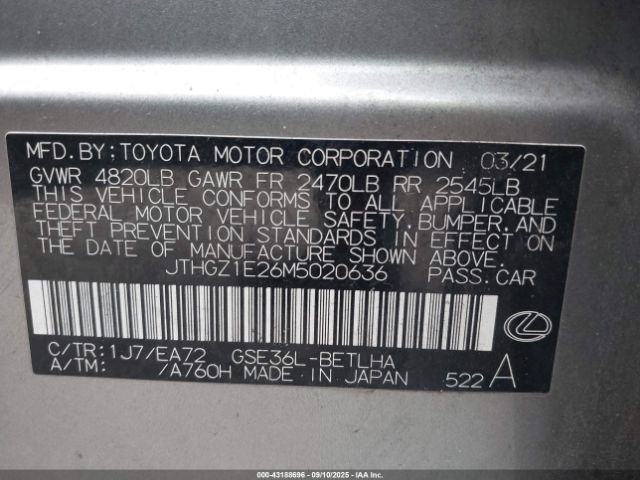 MFD.BY:TOYOTA MOTOR CORPORATION 03/21
GVWR 4820LB GAWR FR 2470LB RR 2545LB
THIS VEHICLE CONFORMS TO ALL APPLICABLE
FEDERAL MOTOR VEHICLE SAFETY,BUMPER,AND
THEFT PREVENTION STANDARDS IN EFFECT ON
THE DATE OF MANUFACTURE SHOWN ABOVE.
JTHGZ1E26M5020636 PASS.CAR
C/TR:1J7/EA72 GSE36L-BETLHA
A/TM: /A760H MADE IN JAPAN 522 A
000-43188696 - 09/10/2025 - IAAI.COM